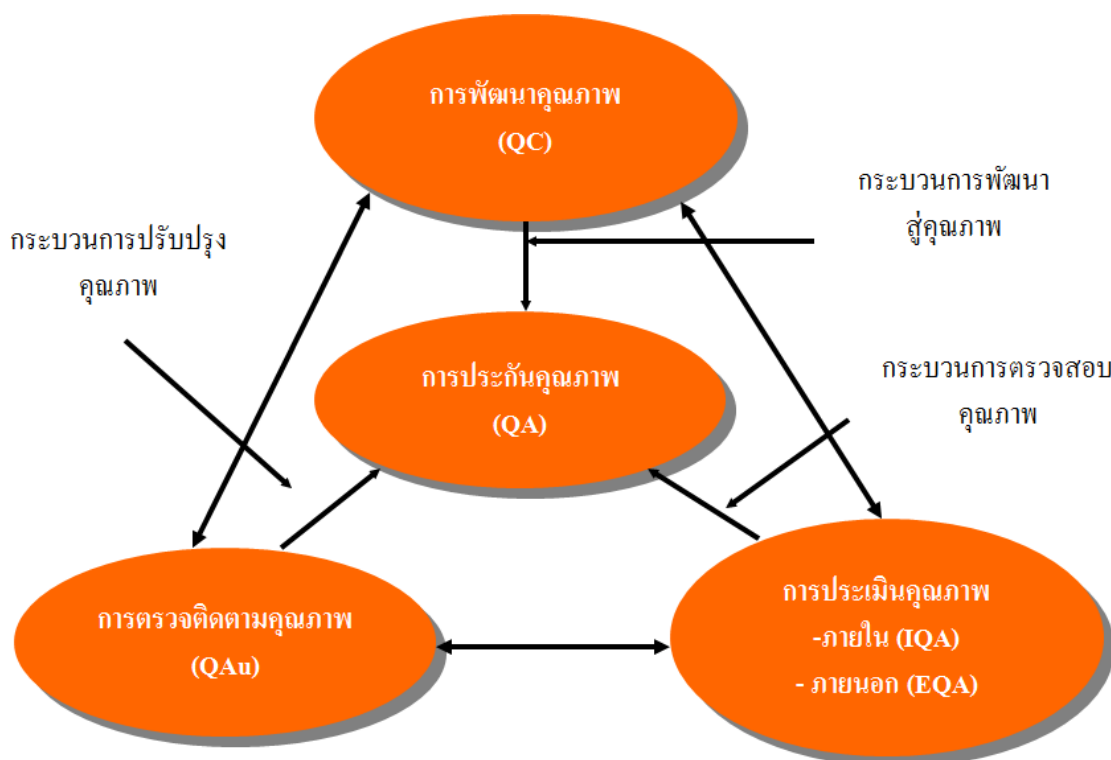 การพัฒนาคุณภาพ
(QC)
กระบวนการพัฒนา
สู่คุณภาพ
กระบวนการปรับปรุง
คุณภาพ
การประกันคุณภาพ
(QA)
กระบวนการตรวจสอบ
คุณภาพ
การตรวจติดตามคุณภาพ
(QAu)
การประเมินคุณภาพ
-ภายใน (IQA)
- ภายนอก (EQA)